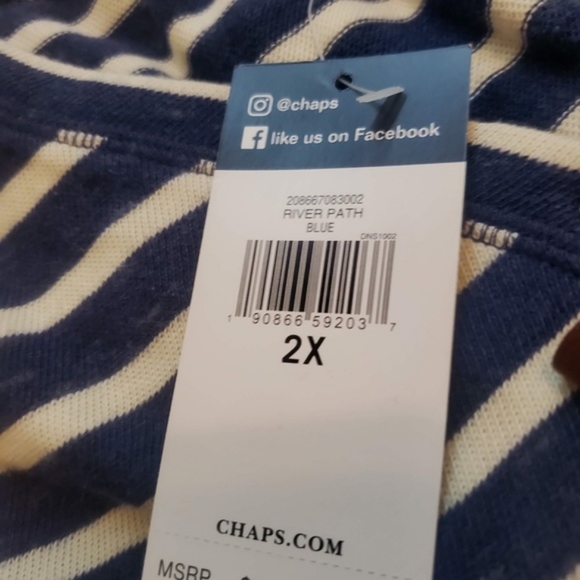 @chaps
like us on Facebook
208667083002
RIVER PATH
BLUE
DNS1002
1 90866 59203 7
2X
CHAPS.COM
MSRP